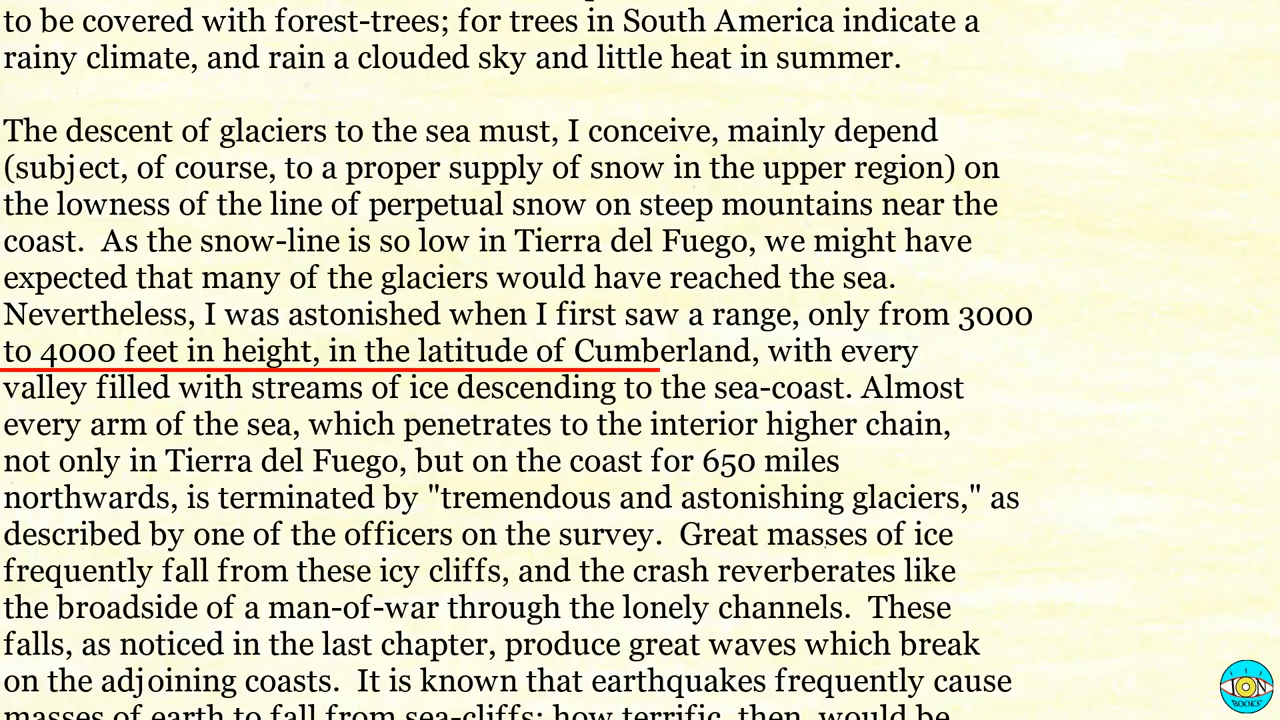 to be covered with forest-trees; for trees in South America indicate a
rainy climate, and rain a clouded sky and little heat in summer.
The descent of glaciers to the sea must, I conceive, mainly depend
(subject, of course, to a proper supply of snow in the upper region) on
the lowness of the line of perpetual snow on steep mountains near the
coast.  As the snow-line is so low in Tierra del Fuego, we might have
expected that many of the glaciers would have reached the sea.
Nevertheless, I was astonished when I first saw a range, only from 3000
to 4000 feet in height, in the latitude of Cumberland, with every
valley filled with streams of ice descending to the sea-coast. Almost
every arm of the sea, which penetrates to the interior higher chain,
not only in Tierra del Fuego, but on the coast for 650 miles
northwards, is terminated by "tremendous and astonishing glaciers," as
described by one of the officers on the survey.  Great masses of ice
frequently fall from these icy cliffs, and the crash reverberates like
the broadside of a man-of-war through the lonely channels.  These
falls, as noticed in the last chapter, produce great waves which break
on the adjoining coasts.  It is known that earthquakes frequently cause
masses of earth to fall from sea-cliffs: how terrific, then, would be
ION
BOOKS